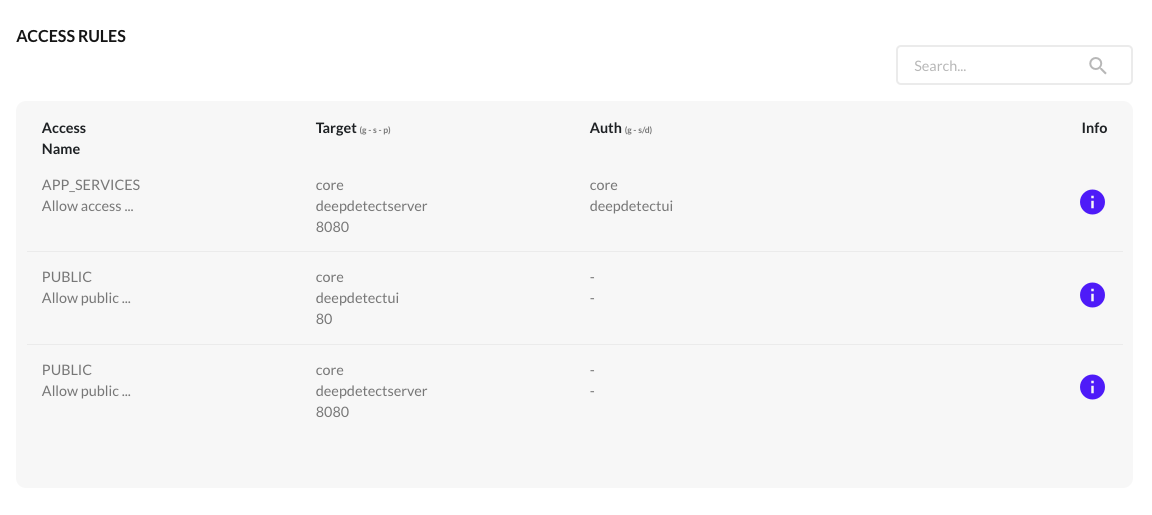 ACCESS RULES
Search...
Access Name
Target (g - s - p)
Auth (g - s/d)
Info
APP_SERVICES
Allow access ...
core
deepdetectserver
8080
core
deepdetectui
PUBLIC
Allow public ...
core
deepdetectui
80
-
-
PUBLIC
Allow public ...
core
deepdetectserver
8080
-
-